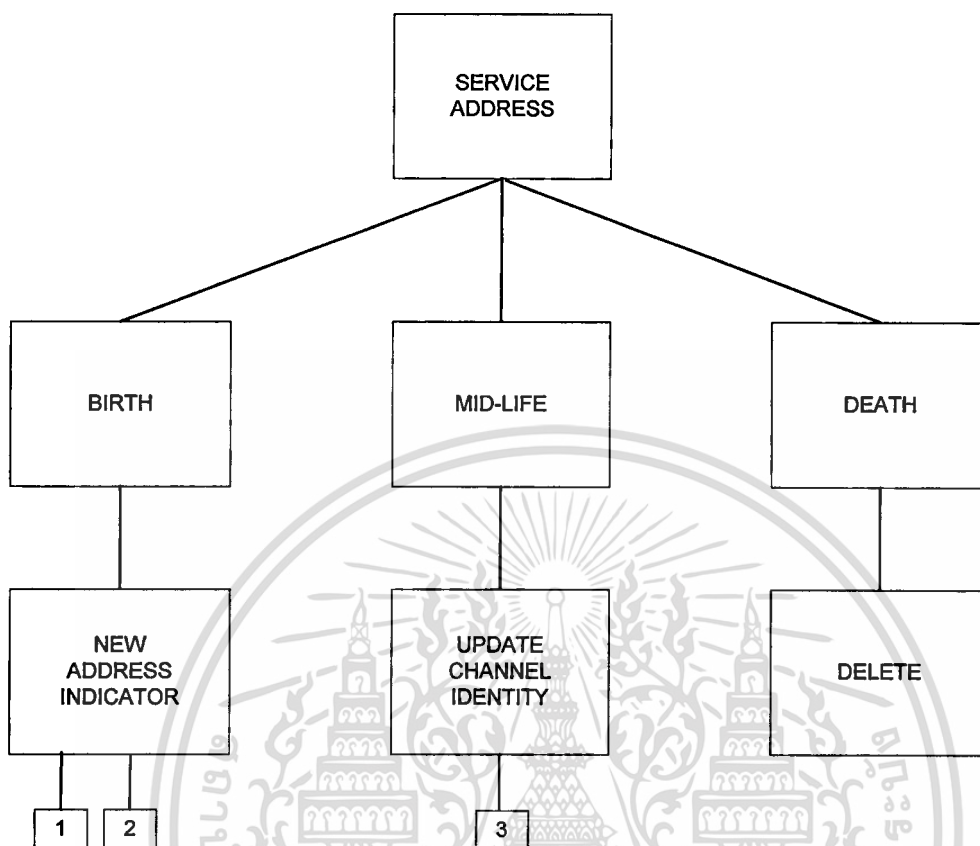 SERVICE
ADDRESS
BIRTH
MID-LIFE
DEATH
NEW
ADDRESS
INDICATOR
UPDATE
CHANNEL
IDENTITY
DELETE
1
2
3